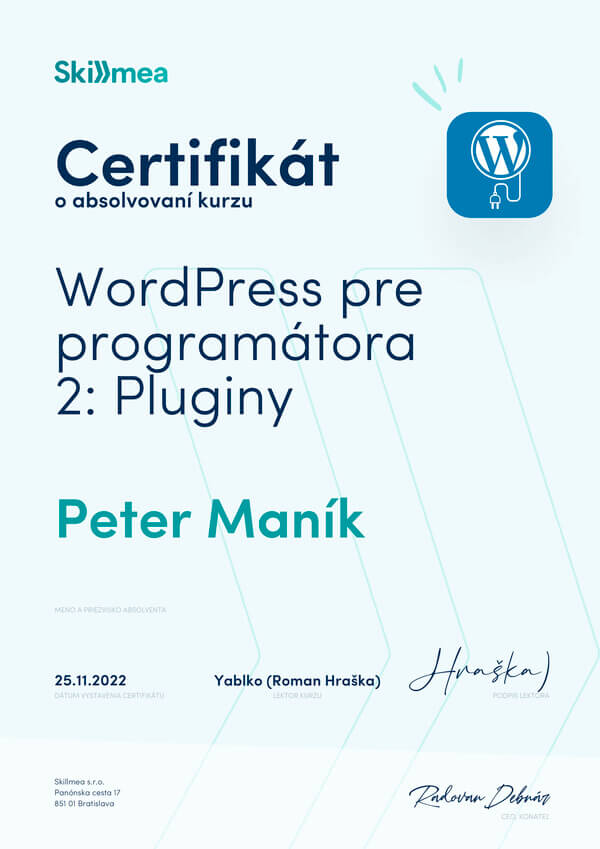 Skillmea
Certifikát
o absolvovaní kurzu
WordPress pre
programátora
2: Pluginy
Peter Maník
MENO A PRIEZVISKO ABSOLVENTA
25.11.2022
DÁTUM VYSTAVENIA CERTIFIKÁTU
Yablko (Roman Hraška)
LEKTOR KURZU
Hraška)
PODPIS LEKTORA
Skillmea s.r.o.
Panónska cesta 17
851 01 Bratislava
Radovan Debnár
CEO, KONATEĽ